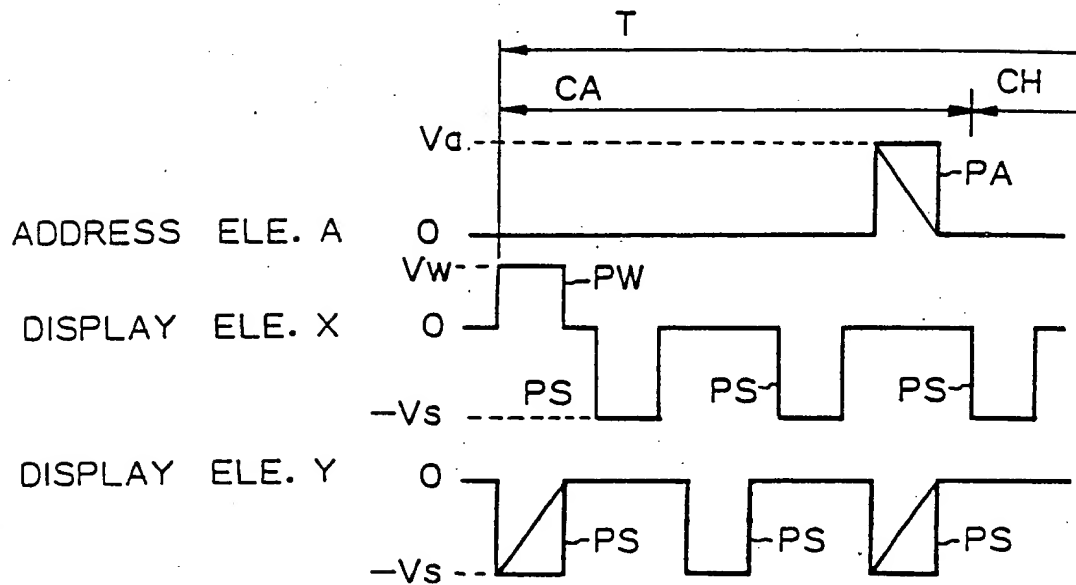 T
CA CH
Va
PA
ADDRESS ELE. A 0
Vw PW
DISPLAY ELE. X 0
PS PS PS
-Vs
DISPLAY ELE. Y 0
PS PS PS
-Vs